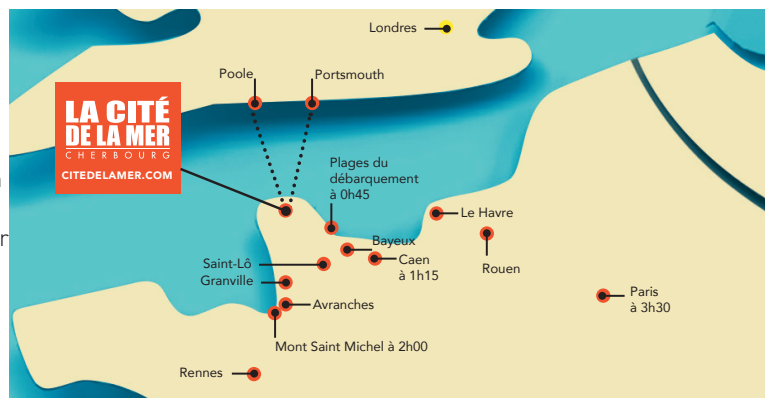 Londres
Poole
Portsmouth
LA CITÉ
DE LA MER
CHERBOURG
CITEDELAMER.COM
Plages du
débarquement
à 0h45
Le Havre
Bayeux
Caen
à 1h15
Rouen
Saint-Lô
Granville
Avranches
Paris
à 3h30
Mont Saint Michel à 2h00
Rennes